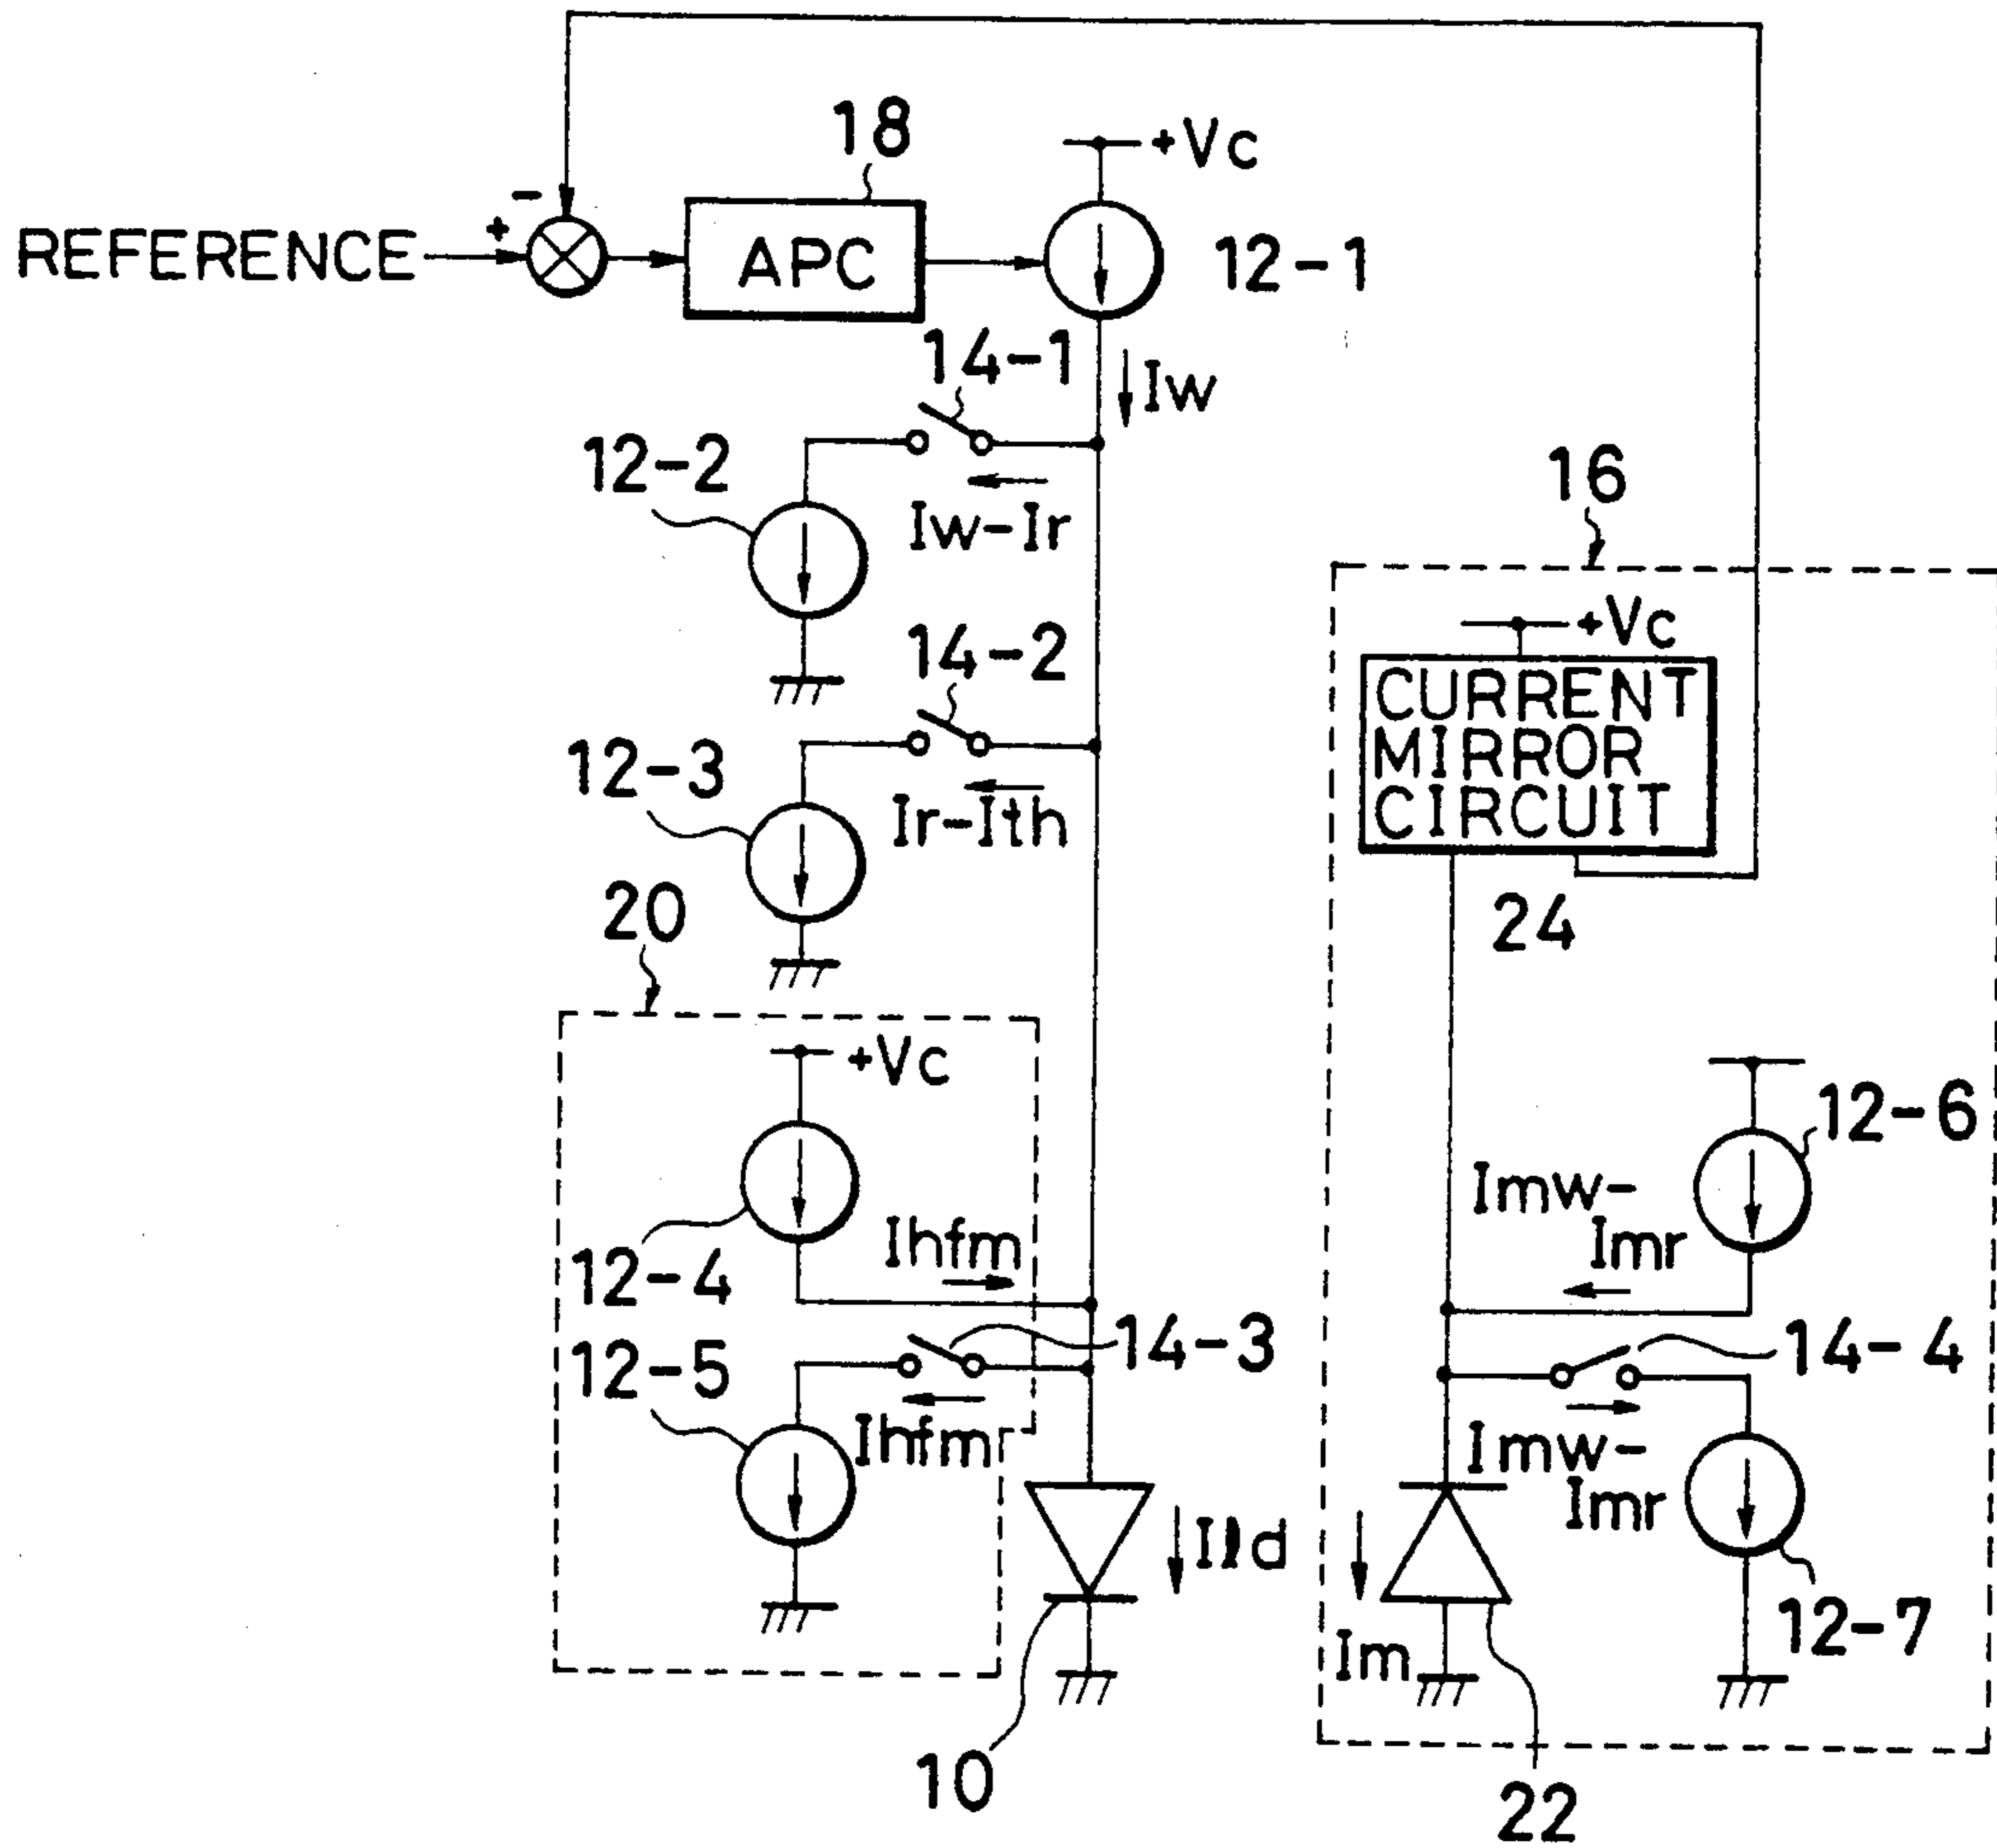 18
+Vc
-
+
REFERENCE
APC
12-1
14-1
Iw
12-2
Iw-Ir
16
+Vc
14-2
CURRENT
MIRROR
CIRCUIT
12-3
Ir-Ith
20
24
+Vc
12-6
Imw-
Imr
Ihfm
12-4
14-3
14-4
12-5
Ihfm
Imw-
Imr
Ild
12-7
Im
10
22